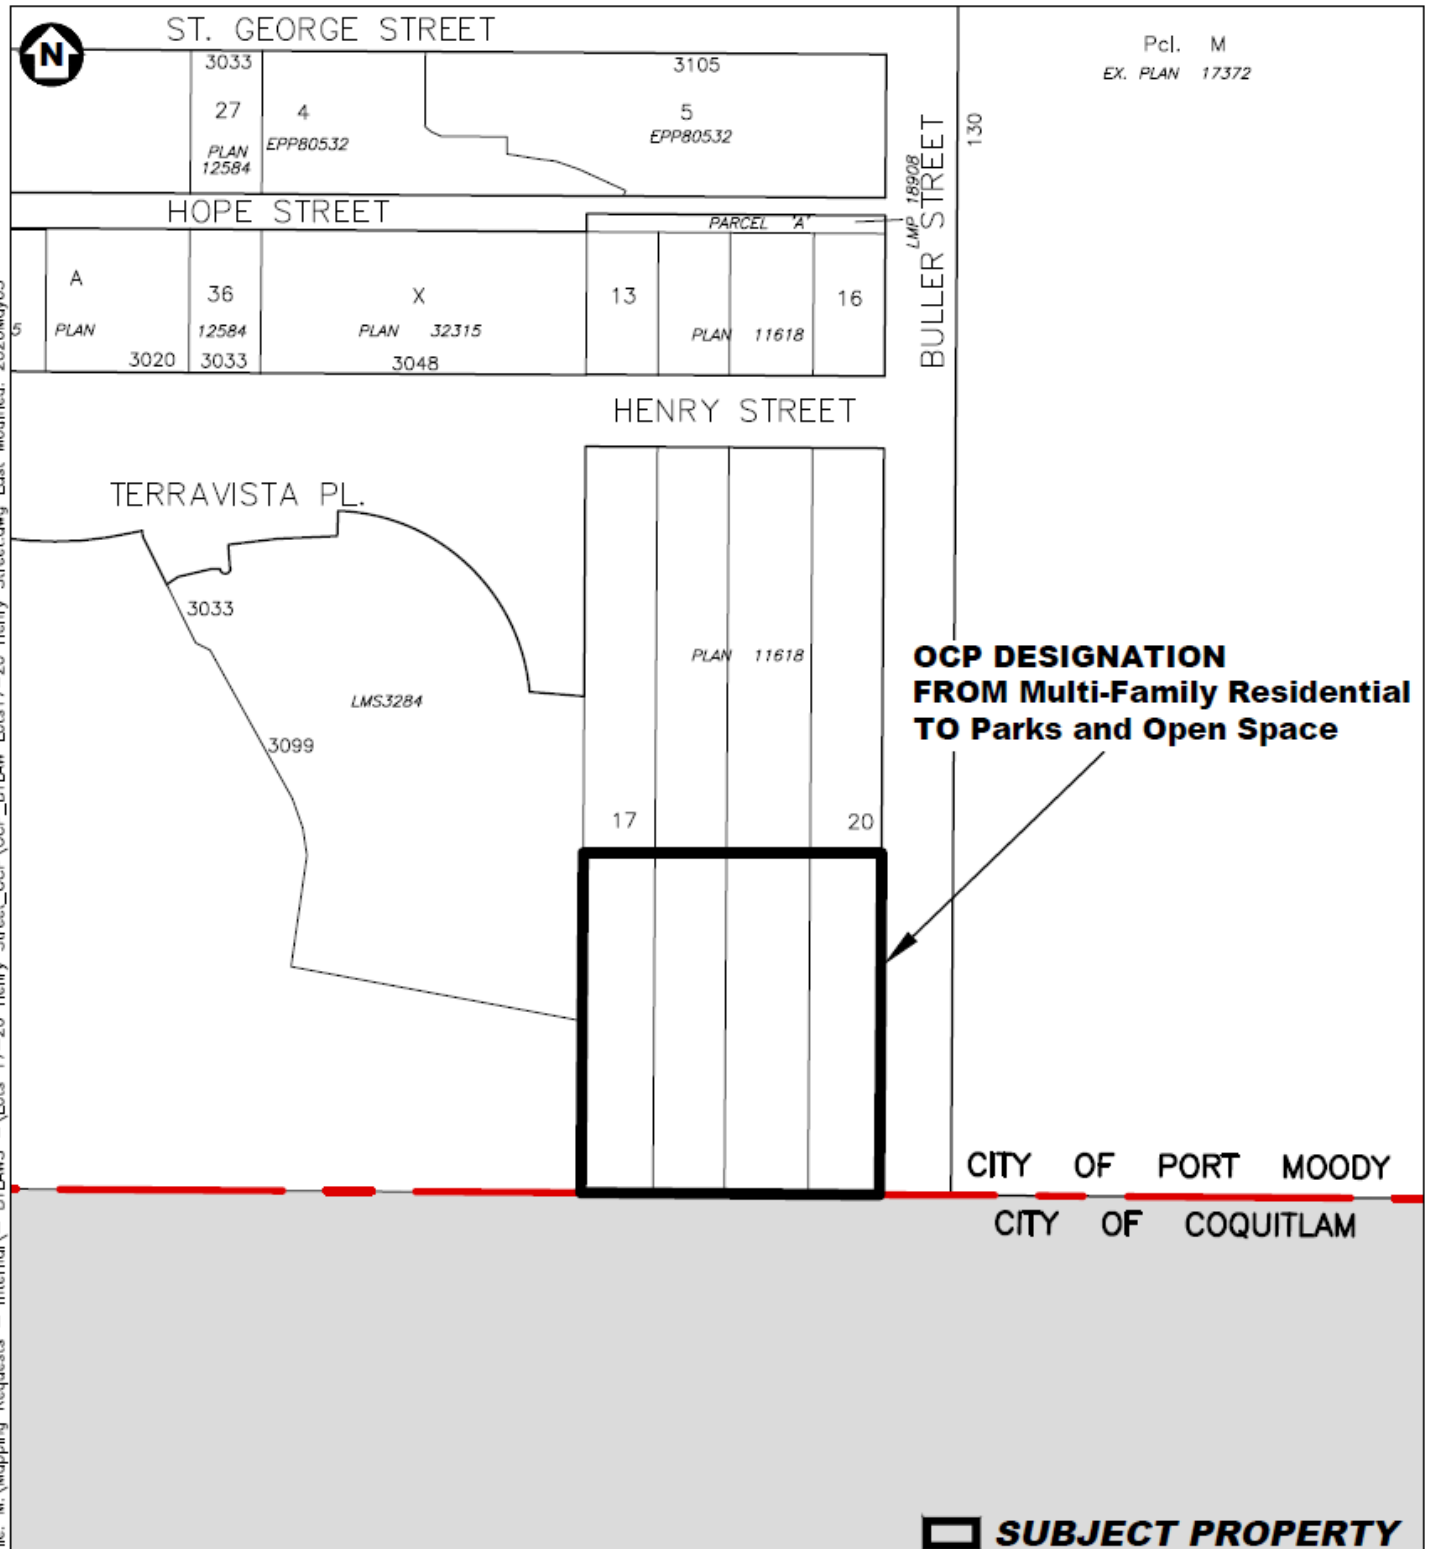 N
ST. GEORGE STREET
Pcl. M
EX. PLAN 17372
3033
3105
27
4
5
PLAN
12584
EPP80532
EPP80532
130
HOPE STREET
PARCEL "A"
LMP 18908
BULLER STREET
A
36
X
13
16
5
PLAN
12584
PLAN 32315
PLAN 11618
3020
3033
3048
HENRY STREET
TERRAVISTA PL.
3033
PLAN 11618
LMS3284
3099
OCP DESIGNATION
FROM Multi-Family Residential
TO Parks and Open Space
17
20
CITY OF PORT MOODY
CITY OF COQUITLAM
SUBJECT PROPERTY